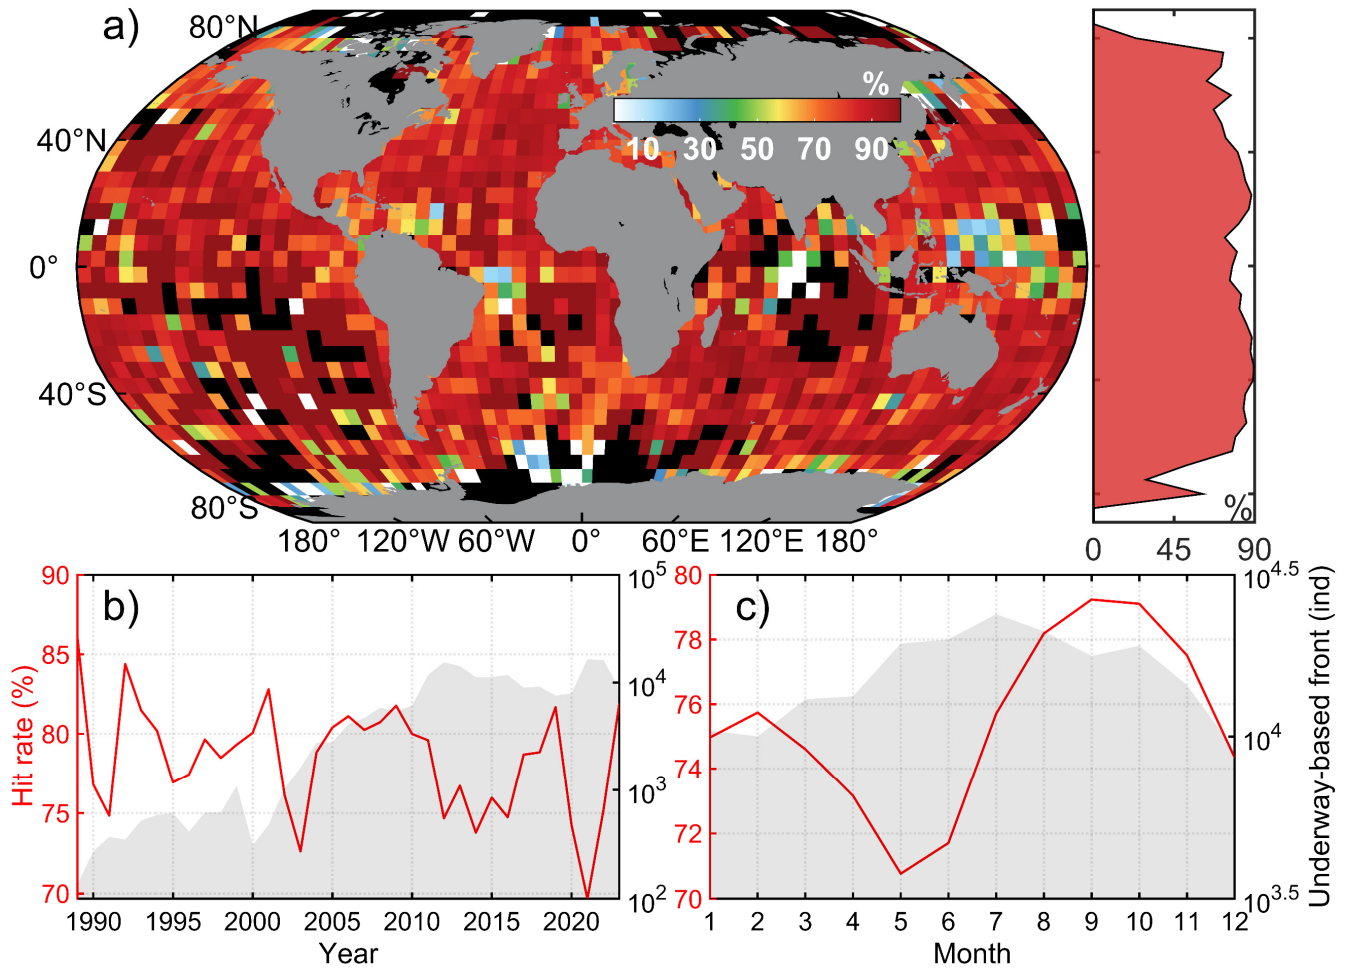 a)
80°N
40°N
0°
40°S
80°S
180° 120°W 60°W 0° 60°E 120°E 180°
%
10 30 50 70 90
%
0 45 90
b)
Hit rate (%)
90
85
80
75
70
10^5
10^4
10^3
10^2
1990 1995 2000 2005 2010 2015 2020
Year
c)
80
78
76
74
72
70
10^4.5
10^4
10^3.5
Underway-based front (ind)
1 2 3 4 5 6 7 8 9 10 11 12
Month